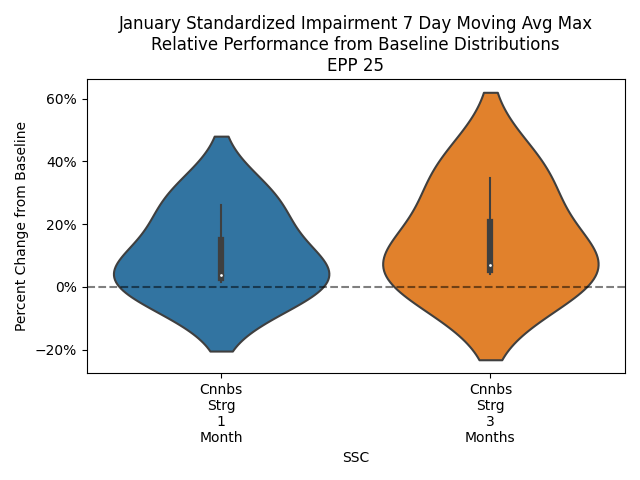 January Standardized Impairment 7 Day Moving Avg Max
Relative Performance from Baseline Distributions
EPP 25
Percent Change from Baseline
60%
40%
20%
0%
−20%
Cnnbs
Strg
1
Month
Cnnbs
Strg
3
Months
SSC